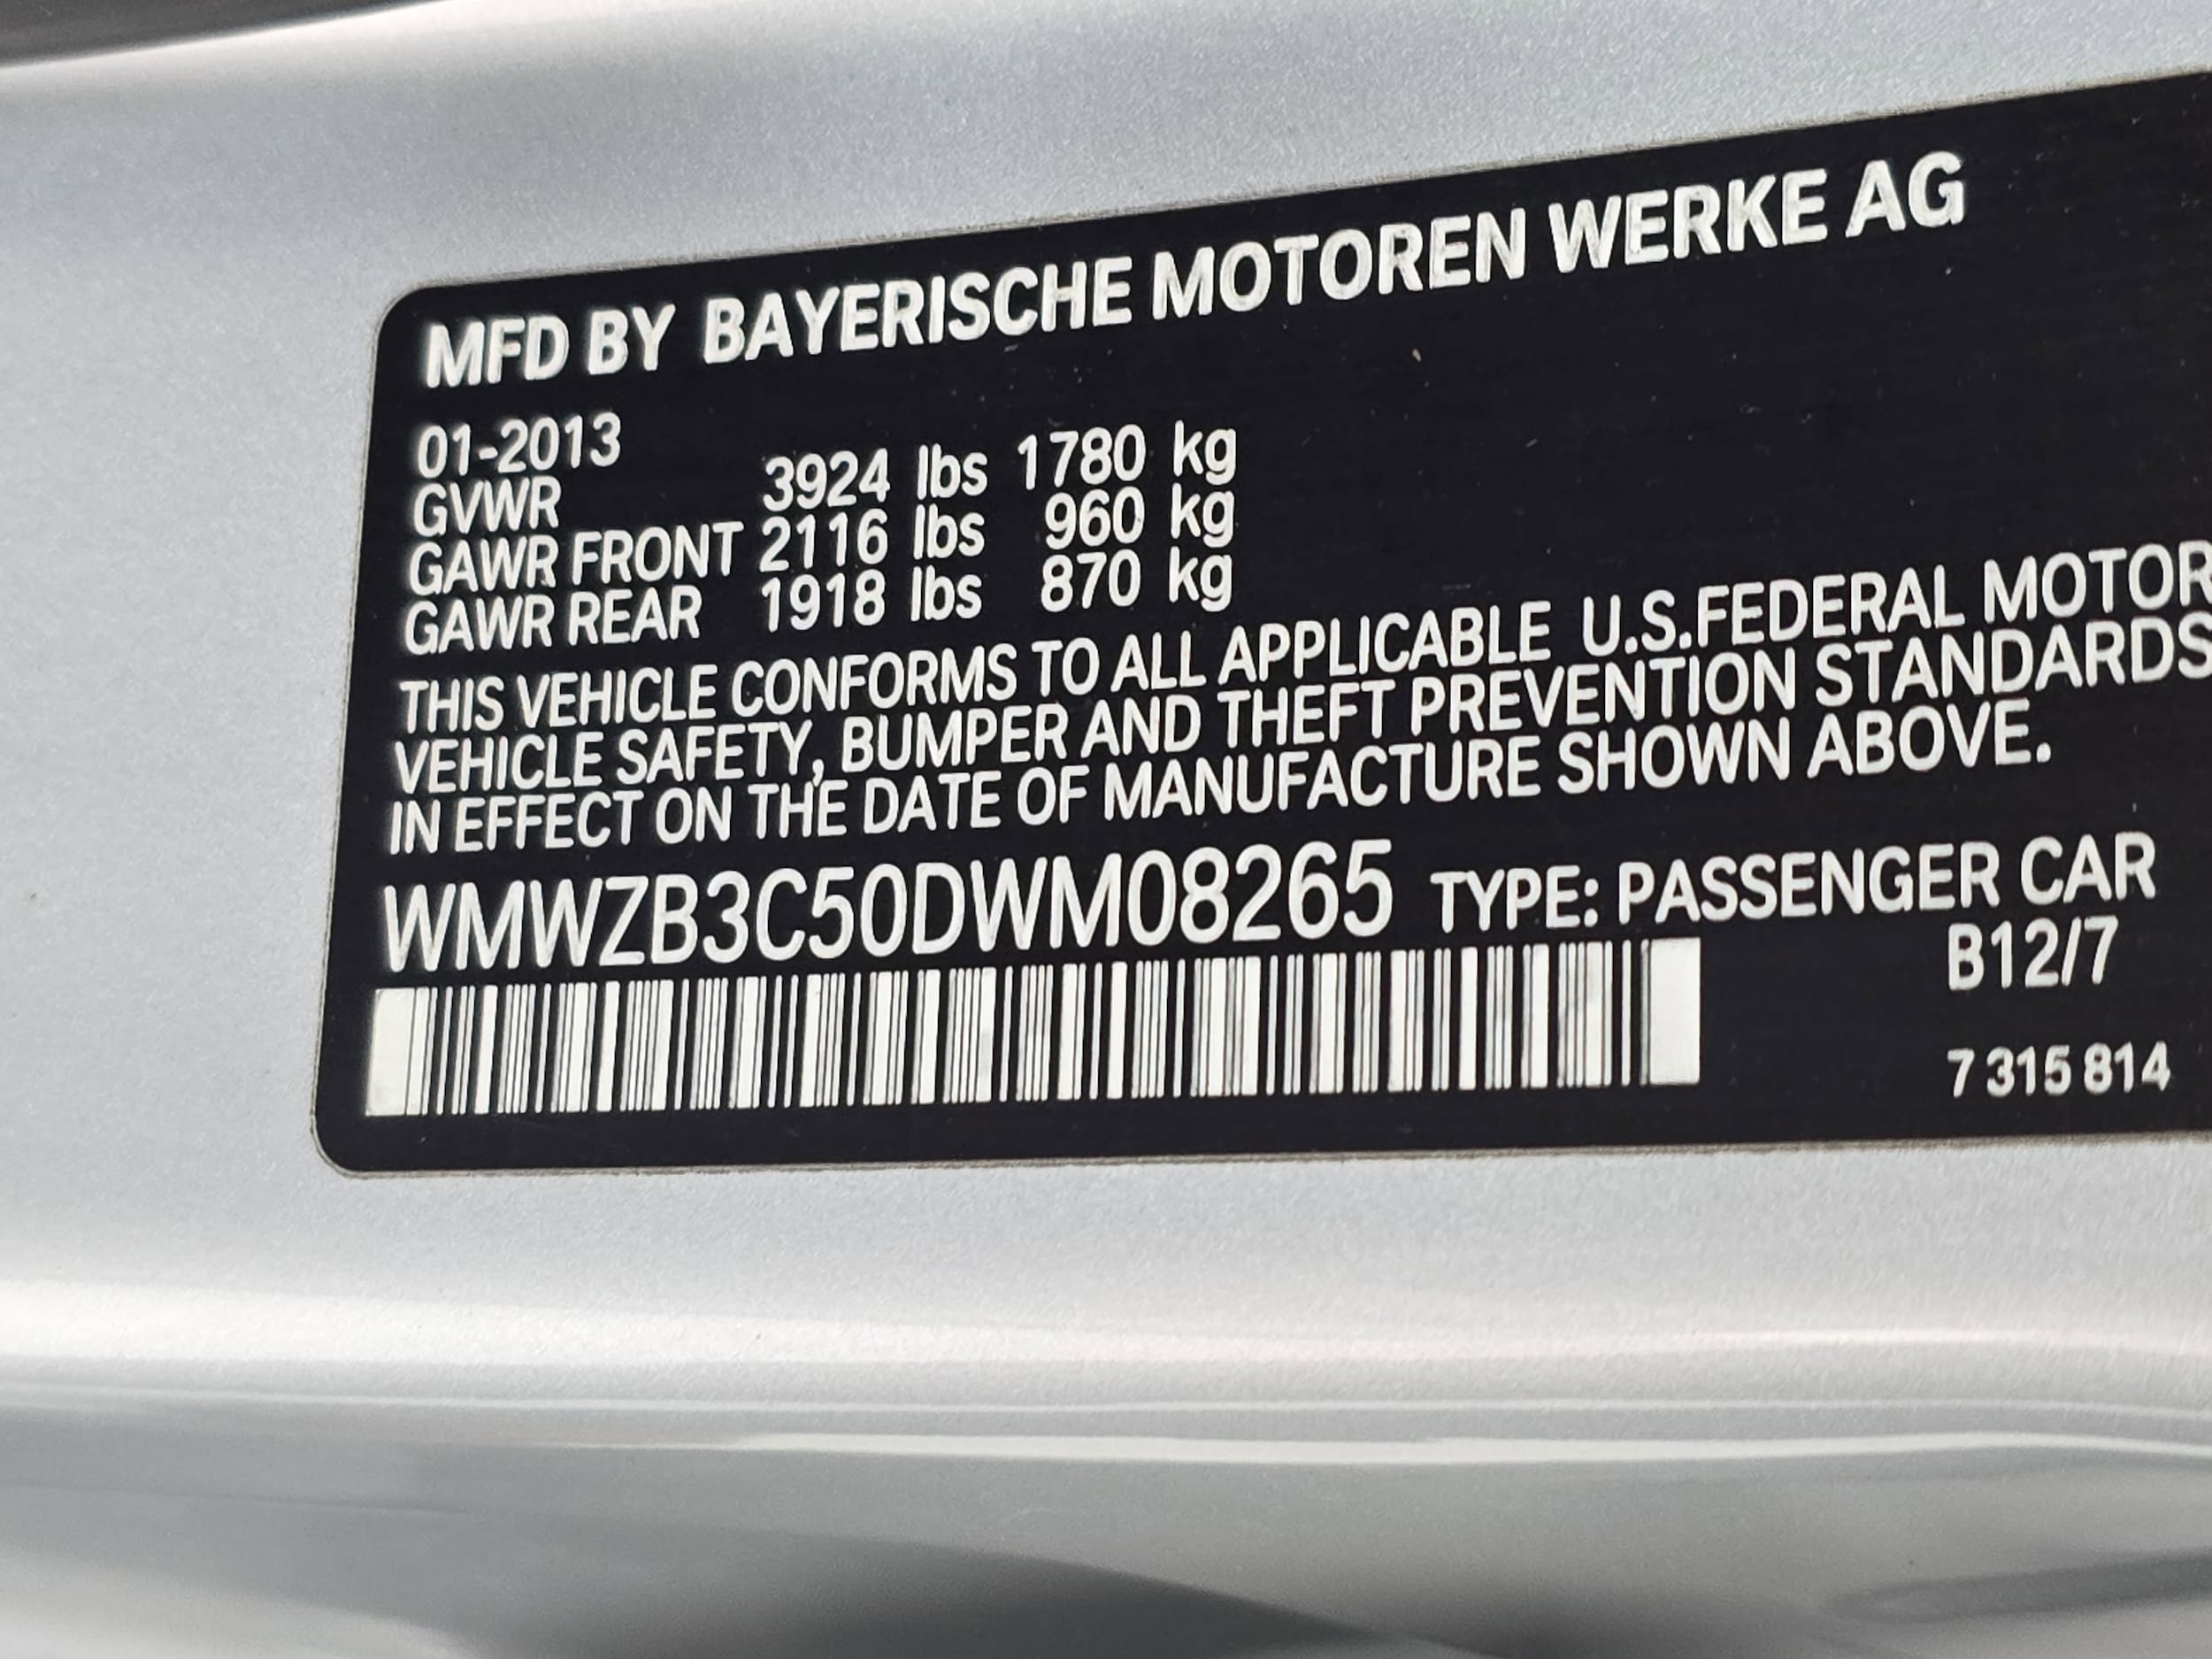 MFD BY BAYERISCHE MOTOREN WERKE AG
01-2013
GVWR 3924 lbs 1780 kg
GAWR FRONT 2116 lbs 960 kg
GAWR REAR 1918 lbs 870 kg
THIS VEHICLE CONFORMS TO ALL APPLICABLE U.S.FEDERAL MOTOR
VEHICLE SAFETY, BUMPER AND THEFT PREVENTION STANDARDS
IN EFFECT ON THE DATE OF MANUFACTURE SHOWN ABOVE.
WMWZB3C50DWM08265 TYPE: PASSENGER CAR
B12/7
7 315 814